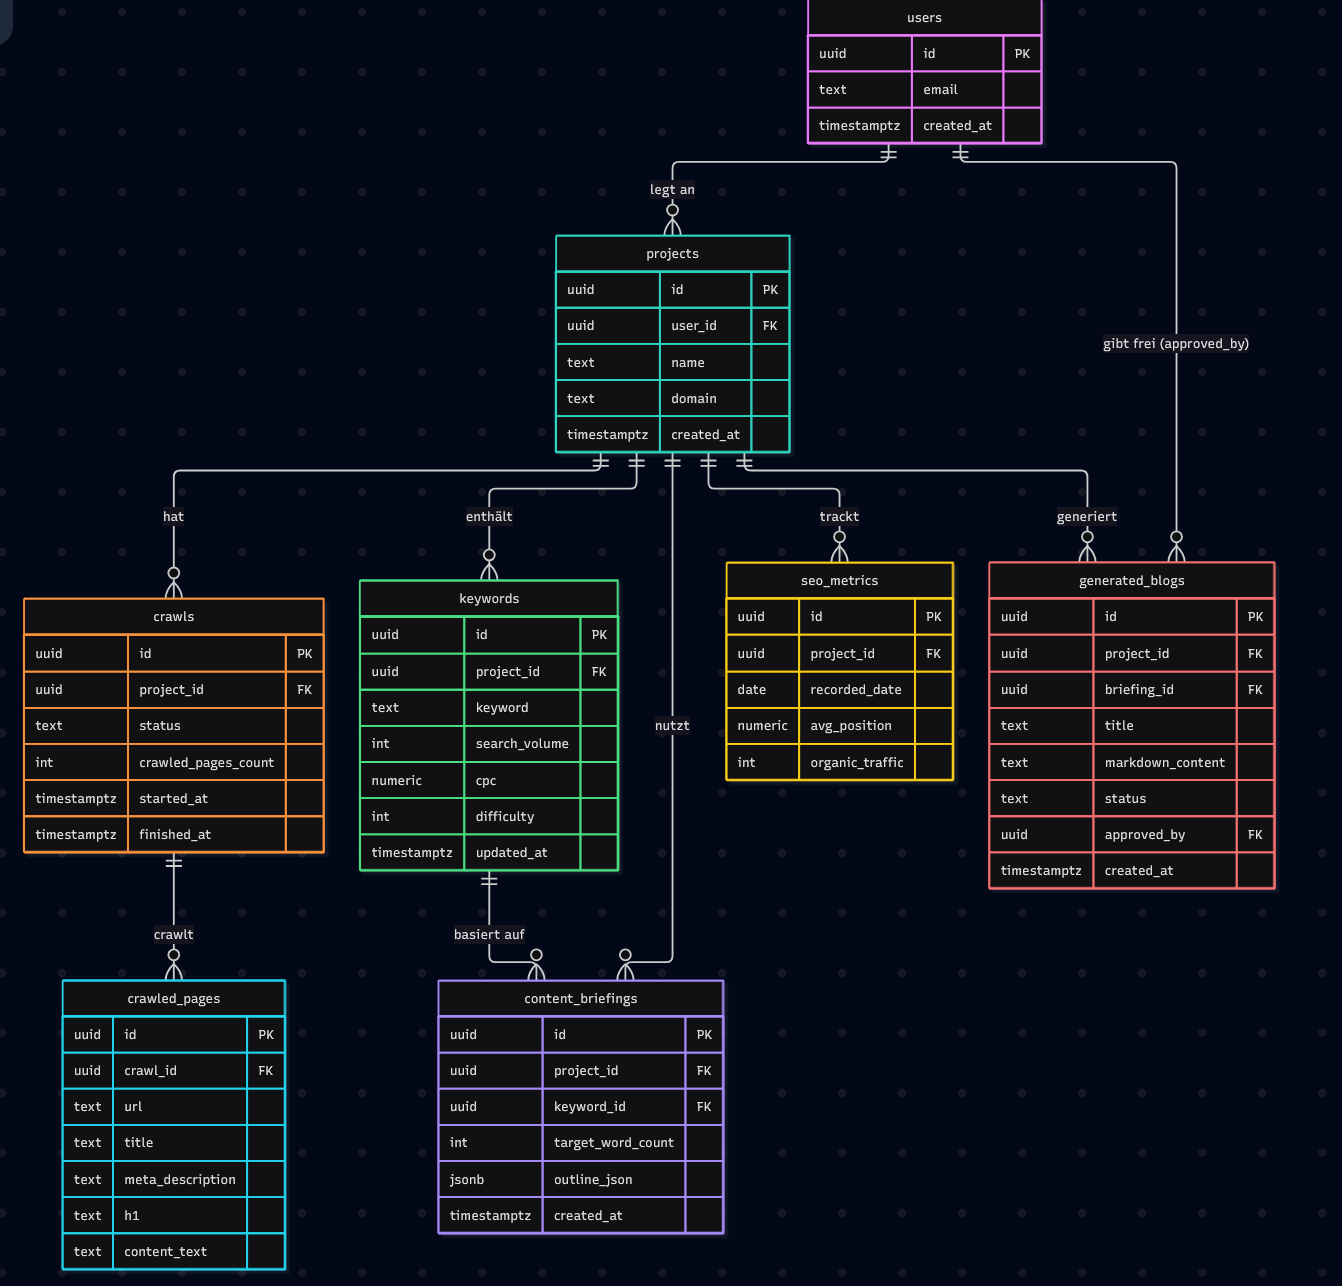 users
uuid id PK
text email
timestamptz created_at
legt an
projects
uuid id PK
uuid user_id FK
text name
text domain
timestamptz created_at
gibt frei (approved_by)
hat
enthält
nutzt
trackt
generiert
crawls
uuid id PK
uuid project_id FK
text status
int crawled_pages_count
timestamptz started_at
timestamptz finished_at
keywords
uuid id PK
uuid project_id FK
text keyword
int search_volume
numeric cpc
int difficulty
timestamptz updated_at
seo_metrics
uuid id PK
uuid project_id FK
date recorded_date
numeric avg_position
int organic_traffic
generated_blogs
uuid id PK
uuid project_id FK
uuid briefing_id FK
text title
text markdown_content
text status
uuid approved_by FK
timestamptz created_at
crawlt
basiert auf
crawled_pages
uuid id PK
uuid crawl_id FK
text url
text title
text meta_description
text h1
text content_text
content_briefings
uuid id PK
uuid project_id FK
uuid keyword_id FK
int target_word_count
jsonb outline_json
timestamptz created_at